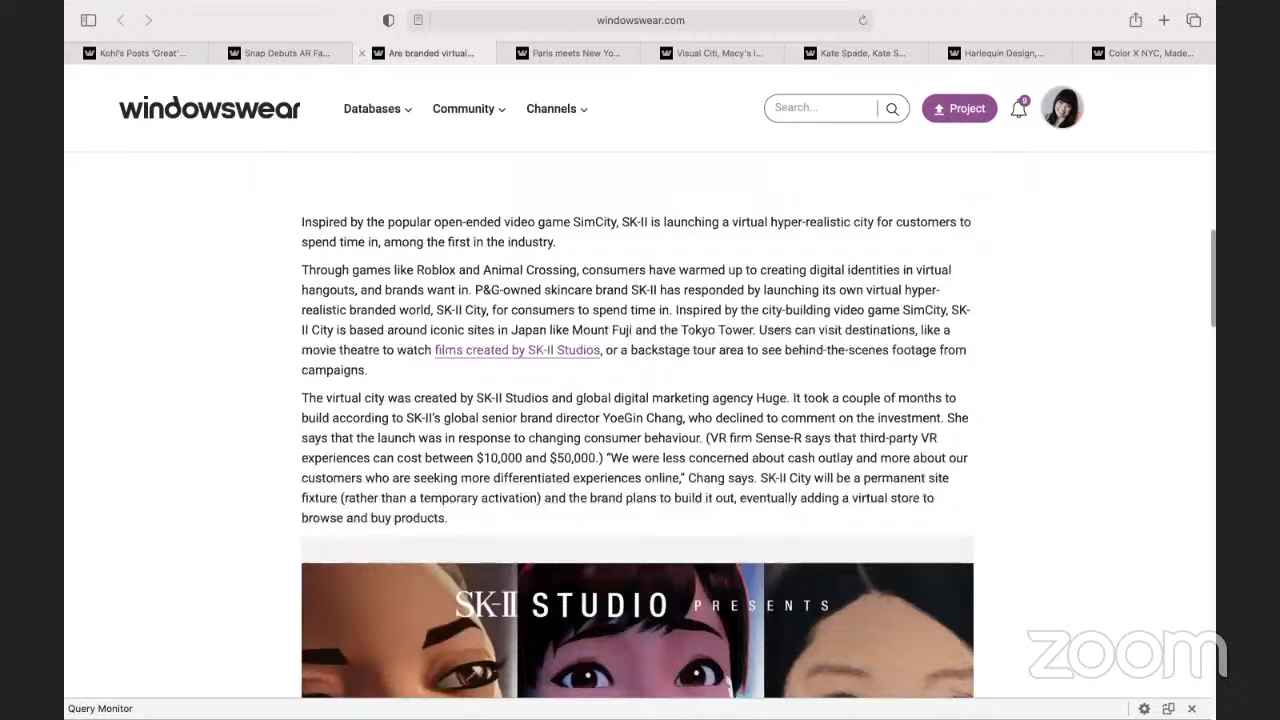 windowswear.com
Kohl's Posts 'Great'...
Snap Debuts AR Fa...
Are branded virtual...
Paris meets New Yo...
Visual Citi, Macy's I...
Kate Spade, Kate S...
Harlequin Design,...
Color X NYC, Made...
windowswear
Databases
Community
Channels
Search...
Project
9
Inspired by the popular open-ended video game SimCity, SK-II is launching a virtual hyper-realistic city for customers to
spend time in, among the first in the industry.
Through games like Roblox and Animal Crossing, consumers have warmed up to creating digital identities in virtual
hangouts, and brands want in. P&G-owned skincare brand SK-II has responded by launching its own virtual hyper-
realistic branded world, SK-II City, for consumers to spend time in. Inspired by the city-building video game SimCity, SK-
II City is based around iconic sites in Japan like Mount Fuji and the Tokyo Tower. Users can visit destinations, like a
movie theatre to watch films created by SK-II Studios, or a backstage tour area to see behind-the-scenes footage from
campaigns.
The virtual city was created by SK-II Studios and global digital marketing agency Huge. It took a couple of months to
build according to SK-II's global senior brand director YoeGin Chang, who declined to comment on the investment. She
says that the launch was in response to changing consumer behaviour. (VR firm Sense-R says that third-party VR
experiences can cost between $10,000 and $50,000.) “We were less concerned about cash outlay and more about our
customers who are seeking more differentiated experiences online,” Chang says. SK-II City will be a permanent site
fixture (rather than a temporary activation) and the brand plans to build it out, eventually adding a virtual store to
browse and buy products.
SK-II STUDIO PRESENTS
zoom
Query Monitor